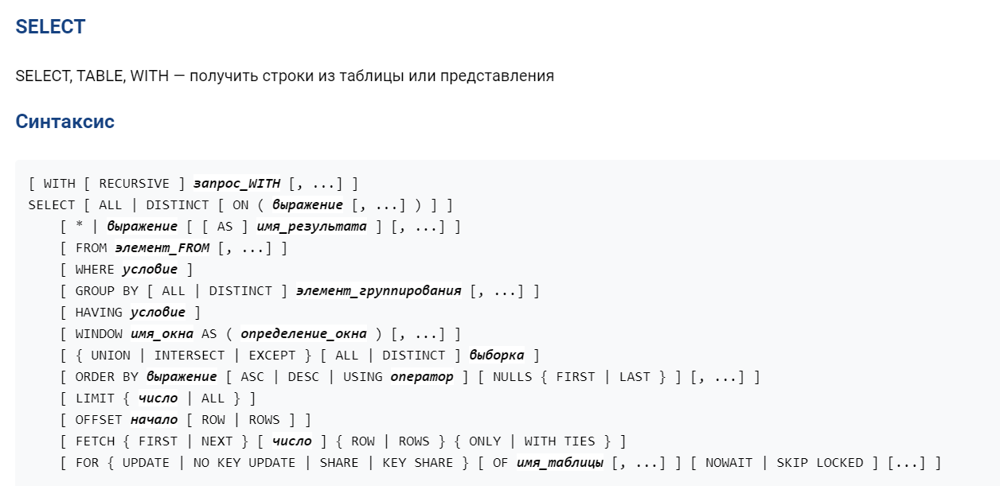 SELECT
SELECT, TABLE, WITH — получить строки из таблицы или представления
Синтаксис
[ WITH [ RECURSIVE ] запрос_WITH [, ...] ]
SELECT [ ALL | DISTINCT [ ON ( выражение [, ...] ) ] ]
    [ * | выражение [ [ AS ] имя_результата ] [, ...] ]
    [ FROM элемент_FROM [, ...] ]
    [ WHERE условие ]
    [ GROUP BY [ ALL | DISTINCT ] элемент_группирования [, ...] ]
    [ HAVING условие ]
    [ WINDOW имя_окна AS ( определение_окна ) [, ...] ]
    [ { UNION | INTERSECT | EXCEPT } [ ALL | DISTINCT ] выборка ]
    [ ORDER BY выражение [ ASC | DESC | USING оператор ] [ NULLS { FIRST | LAST } ] [, ...] ]
    [ LIMIT { число | ALL } ]
    [ OFFSET начало [ ROW | ROWS ] ]
    [ FETCH { FIRST | NEXT } [ число ] { ROW | ROWS } { ONLY | WITH TIES } ]
    [ FOR { UPDATE | NO KEY UPDATE | SHARE | KEY SHARE } [ OF имя_таблицы [, ...] ] [ NOWAIT | SKIP LOCKED ] [...] ]